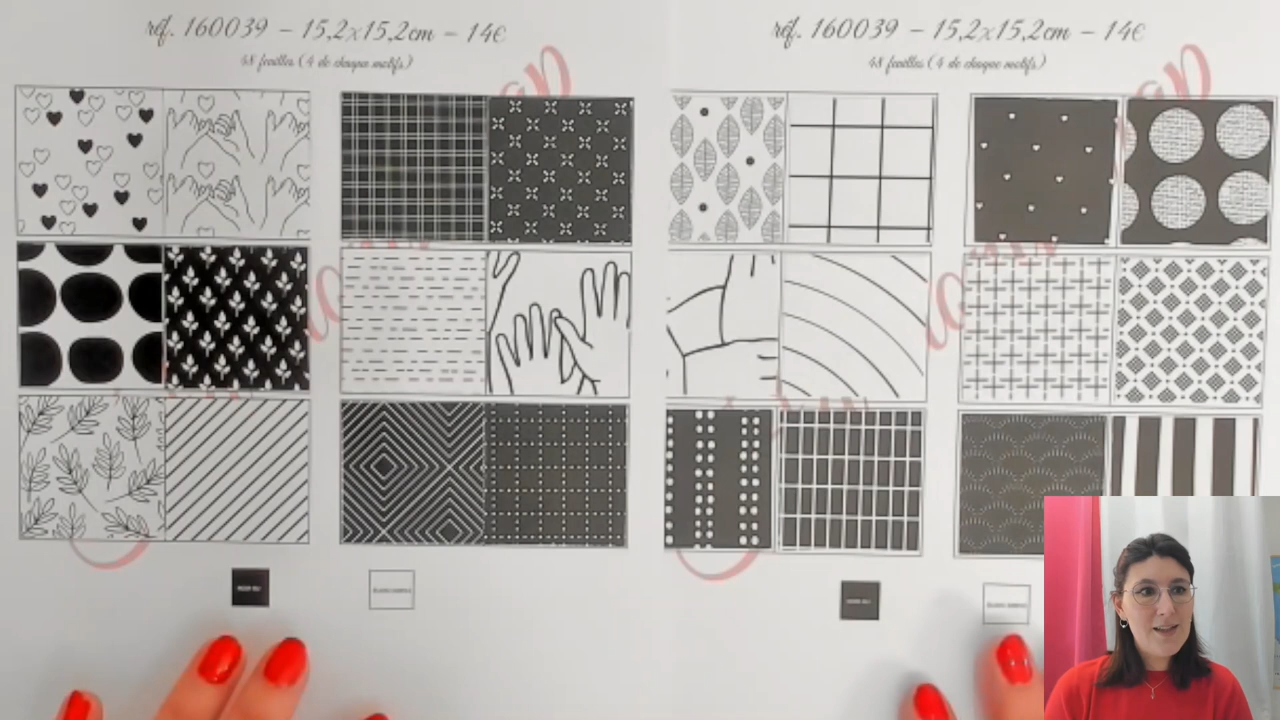 réf. 160039 – 15,2x15,2cm – 14€
48 feuilles (4 de chaque motifs)
réf. 160039 – 15,2x15,2cm – 14€
48 feuilles (4 de chaque motifs)